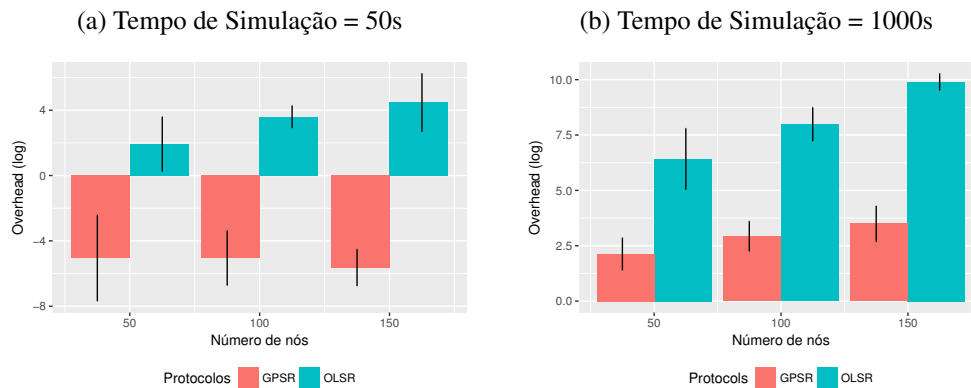 (a) Tempo de Simulação = 50s
4
0
−4
−8
Overhead (log)
50
100
150
Número de nós
Protocolos
GPSR
OLSR
(b) Tempo de Simulação = 1000s
10.0
7.5
5.0
2.5
0.0
Overhead (log)
50
100
150
Número de nós
Protocolos
GPSR
OLSR